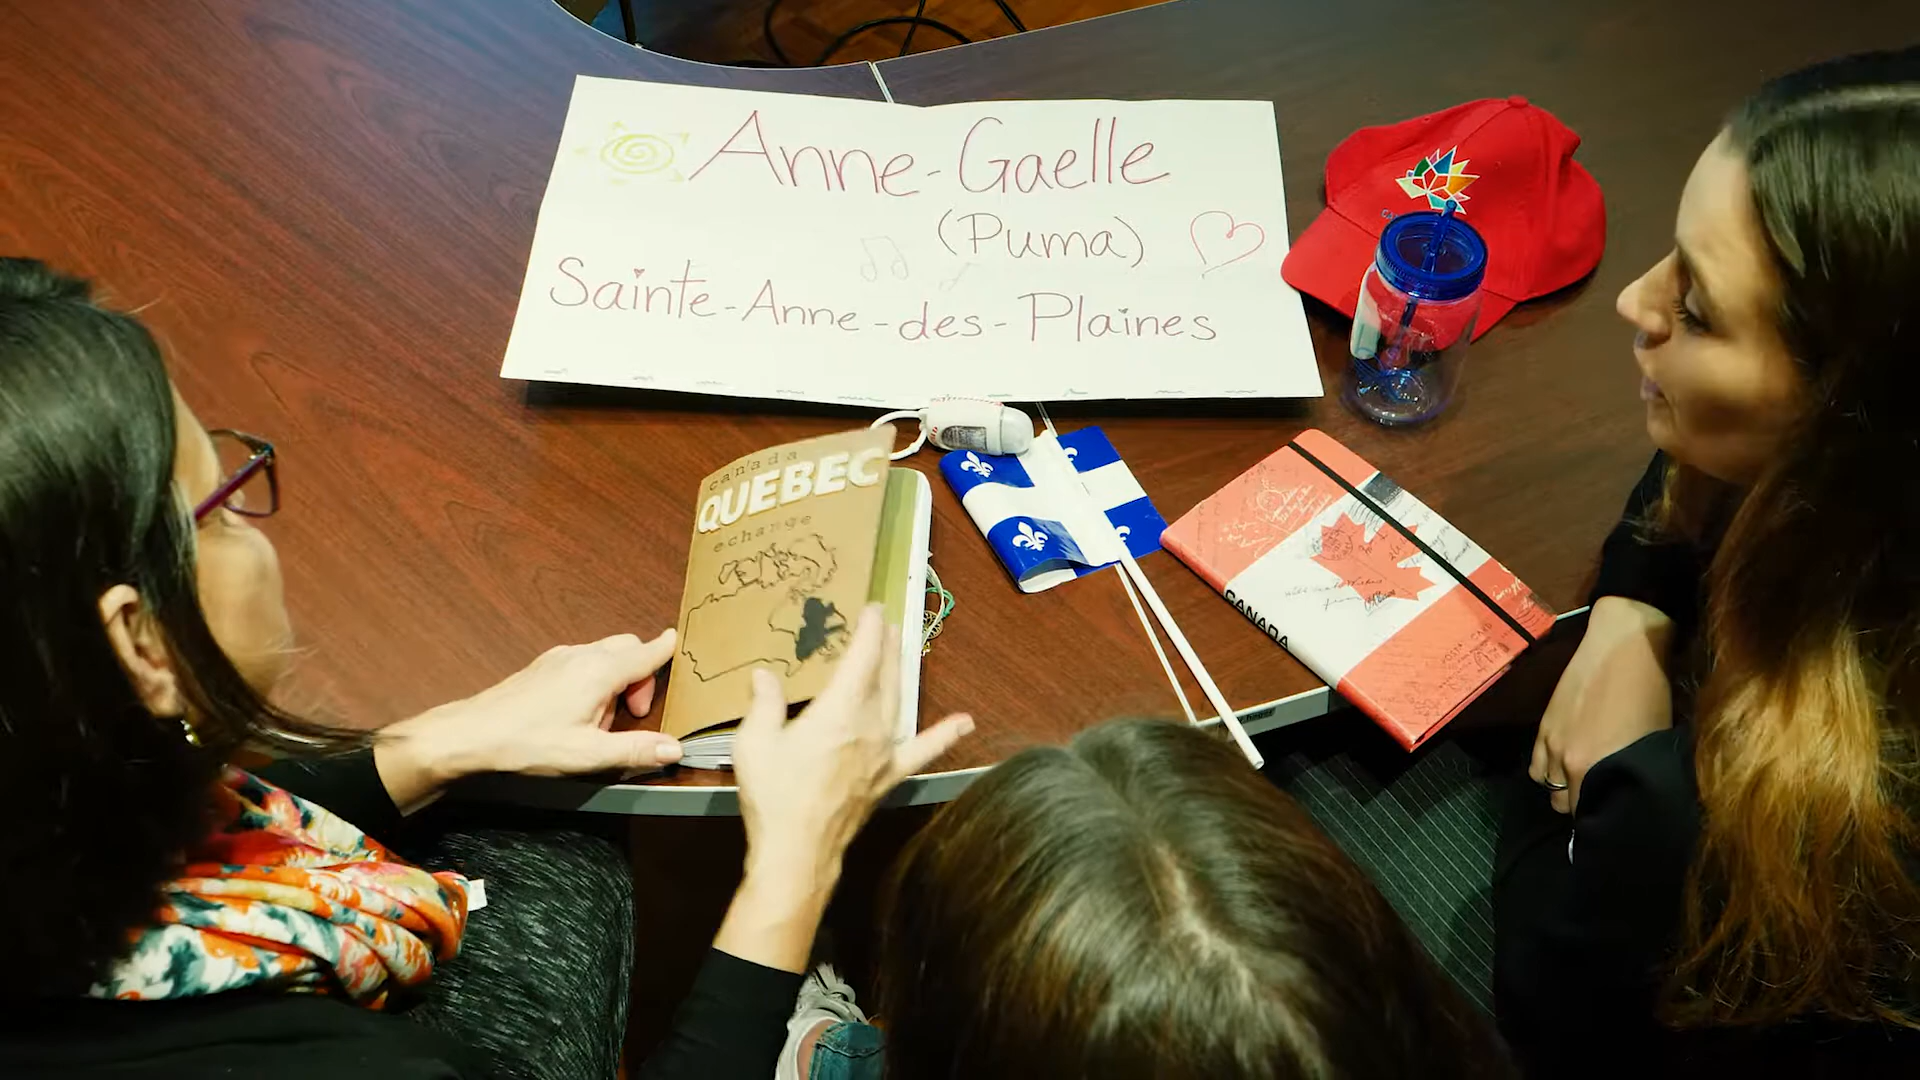 Anne-Gaelle
(Puma)
Sainte-Anne-des-Plaines
canada
QUEBEC
echange
CANADA